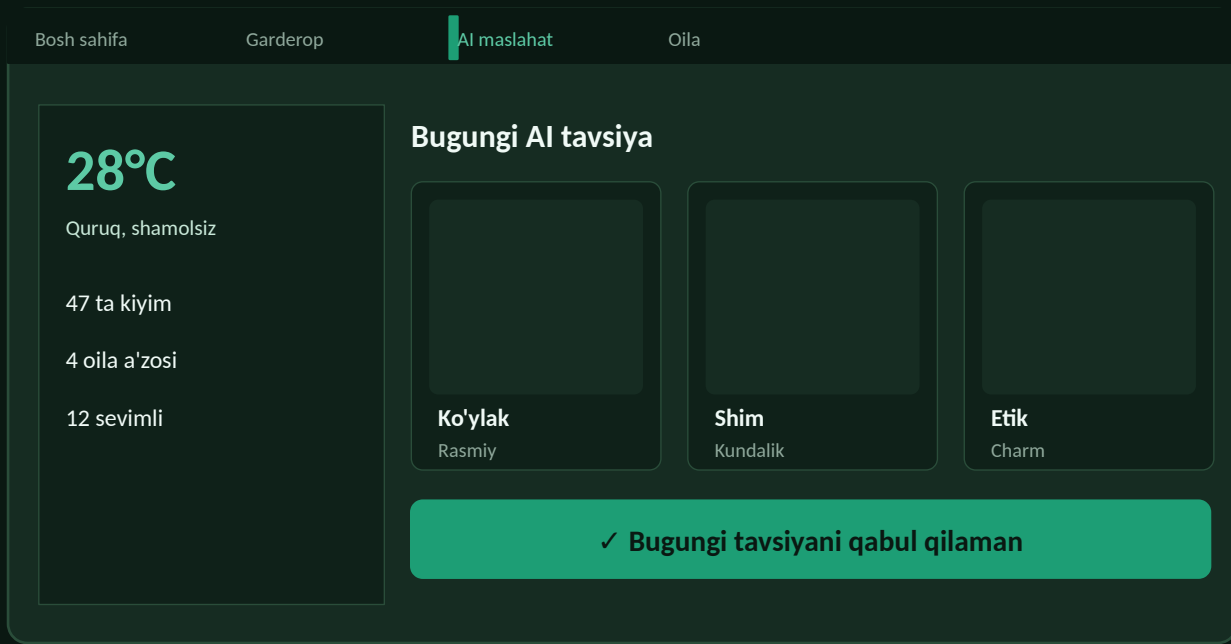 Bosh sahifa
Garderop
AI maslahat
Oila
28°C
Quruq, shamolsiz
47 ta kiyim
4 oila a'zosi
12 sevimli
Bugungi AI tavsiya
Ko'ylak
Rasmiy
Shim
Kundalik
Etik
Charm
✓ Bugungi tavsiyani qabul qilaman